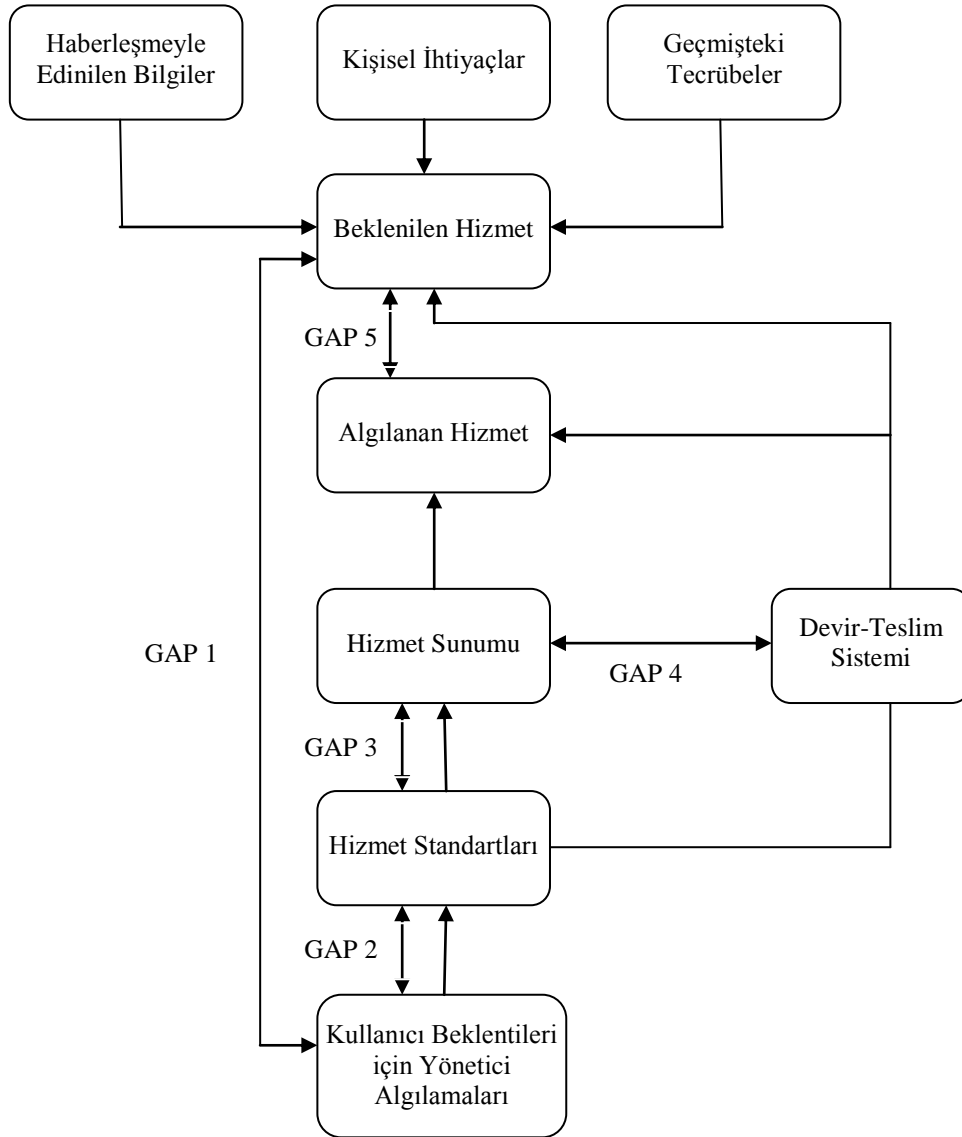 Haberleşmeyle
Edinilen Bilgiler
Kişisel İhtiyaçlar
Geçmişteki
Tecrübeler
Beklenilen Hizmet
GAP 5
Algılanan Hizmet
GAP 1
Hizmet Sunumu
GAP 4
Devir-Teslim
Sistemi
GAP 3
Hizmet Standartları
GAP 2
Kullanıcı Beklentileri
için Yönetici
Algılamaları